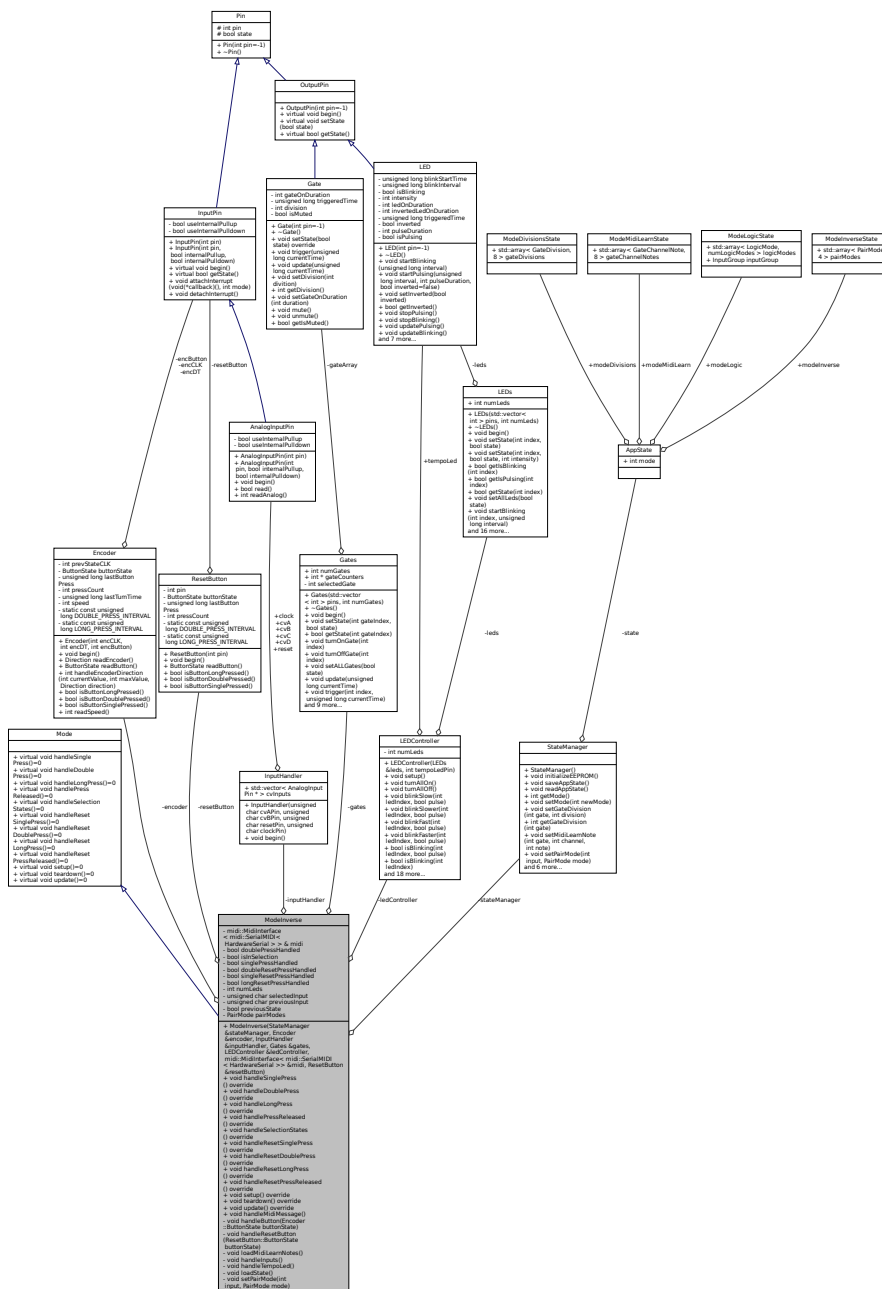 Pin
# int pin
# bool state
+ Pin(int pin=-1)
+ ~Pin()
OutputPin
+ OutputPin(int pin=-1)
+ virtual void begin()
+ virtual void setState
(bool state)
+ virtual bool getState()
LED
- unsigned long blinkStartTime
- unsigned long blinkInterval
- bool isBlinking
- int intensity
- int ledOnDuration
- int invertedLedOnDuration
- unsigned long triggeredTime
- bool inverted
- int pulseDuration
- bool isPulsing
+ LED(int pin=-1)
+ ~LED()
+ void startBlinking
(unsigned long interval)
+ void startPulsing(unsigned
long interval, int pulseDuration,
bool inverted=false)
+ void setInverted(bool
inverted)
+ bool getInverted()
+ void stopPulsing()
+ void stopBlinking()
+ void updatePulsing()
+ void updateBlinking()
and 7 more...
Gate
- int gateOnDuration
- unsigned long triggeredTime
- int division
- bool isMuted
+ Gate(int pin=-1)
+ ~Gate()
+ void setState(bool
state) override
+ void trigger(unsigned
long currentTime)
+ void update(unsigned
long currentTime)
+ void setDivision(int
divition)
+ int getDivision()
+ void setGateOnDuration
(int duration)
+ void mute()
+ void unmute()
+ bool getIsMuted()
InputPin
- bool useInternalPullup
- bool useInternalPulldown
+ InputPin(int pin)
+ InputPin(int pin,
bool internalPullup,
bool internalPulldown)
+ virtual void begin()
+ virtual bool getState()
+ void attachInterrupt
(void(*callback)(), int mode)
+ void detachInterrupt()
ModeDivisionsState
+ std::array< GateDivision,
8 > gateDivisions
ModeMidiLearnState
+ std::array< GateChannelNote,
8 > gateChannelNotes
ModeLogicState
+ std::array< LogicMode,
numLogicModes > logicModes
+ InputGroup inputGroup
ModeInverseState
+ std::array< PairMode
4 > pairModes
-encButton
-encCLK
-encDT
-resetButton
-gateArray
-leds
+modeDivisions
+modeMidiLearn
+modeLogic
+modeInverse
LEDs
+ int numLeds
+ LEDs(std::vector<
int > pins, int numLeds)
+ ~LEDs()
+ void begin()
+ void setState(int index,
bool state)
+ void setState(int index,
bool state, int intensity)
+ bool getIsBlinking
(int index)
+ bool getIsPulsing(int
index)
+ bool getState(int index)
+ void setAllLeds(bool
state)
+ void startBlinking
(int index, unsigned
long interval)
and 16 more...
AnalogInputPin
- bool useInternalPullup
- bool useInternalPulldown
+ AnalogInputPin(int pin)
+ AnalogInputPin(int
pin, bool internalPullup,
bool internalPulldown)
+ void begin()
+ bool read()
+ int readAnalog()
+tempoLed
AppState
+ int mode
Encoder
- int prevStateCLK
- ButtonState buttonState
- unsigned long lastButton
Press
- int pressCount
- unsigned long lastTurnTime
- int speed
- static const unsigned
long DOUBLE_PRESS_INTERVAL
- static const unsigned
long LONG_PRESS_INTERVAL
+ Encoder(int encCLK,
int encDT, int encButton)
+ void begin()
+ Direction readEncoder()
+ ButtonState readButton()
+ int handleEncoderDirection
(int currentValue, int maxValue,
Direction direction)
+ bool isButtonLongPressed()
+ bool isButtonDoublePressed()
+ bool isButtonSinglePressed()
+ int readSpeed()
ResetButton
- int pin
- ButtonState buttonState
- unsigned long lastButton
Press
- int pressCount
- static const unsigned
long DOUBLE_PRESS_INTERVAL
- static const unsigned
long LONG_PRESS_INTERVAL
+ ResetButton(int pin)
+ void begin()
+ ButtonState readButton()
+ bool isButtonLongPressed()
+ bool isButtonDoublePressed()
+ bool isButtonSinglePressed()
+clock
+cvA
+cvB
+cvC
+cvD
+reset
Gates
+ int numGates
+ int * gateCounters
- int selectedGate
+ Gates(std::vector
< int > pins, int numGates)
+ ~Gates()
+ void begin()
+ void setState(int gateIndex,
bool state)
+ bool getState(int gateIndex)
+ void turnOnGate(int
index)
+ void turnOffGate(int
index)
+ void setALLGates(bool
state)
+ void update(unsigned
long currentTime)
+ void trigger(int index,
unsigned long currentTime)
and 9 more...
-leds
-state
Mode
+ virtual void handleSingle
Press()=0
+ virtual void handleDouble
Press()=0
+ virtual void handleLongPress()=0
+ virtual void handlePress
Released()=0
+ virtual void handleSelection
States()=0
+ virtual void handleReset
SinglePress()=0
+ virtual void handleReset
DoublePress()=0
+ virtual void handleReset
LongPress()=0
+ virtual void handleReset
PressReleased()=0
+ virtual void setup()=0
+ virtual void teardown()=0
+ virtual void update()=0
InputHandler
+ std::vector< AnalogInput
Pin * > cvInputs
+ InputHandler(unsigned
char cvAPin, unsigned
char cvBPin, unsigned
char resetPin, unsigned
char clockPin)
+ void begin()
LEDController
- int numLeds
+ LEDController(LEDs
&leds, int tempoLedPin)
+ void setup()
+ void turnAllOn()
+ void turnAllOff()
+ void blinkSlow(int
ledIndex, bool pulse)
+ void blinkSlower(int
ledIndex, bool pulse)
+ void blinkFast(int
ledIndex, bool pulse)
+ void blinkFaster(int
ledIndex, bool pulse)
+ bool isBlinking(int
ledIndex, bool pulse)
+ bool isBlinking(int
ledIndex)
and 18 more...
StateManager
+ StateManager()
+ void initializeEEPROM()
+ void saveAppState()
+ void readAppState()
+ int getMode()
+ void setMode(int newMode)
+ void setGateDivision
(int gate, int division)
+ int getGateDivision
(int gate)
+ void setMidiLearnNote
(int gate, int channel,
int note)
+ void setPairMode(int
input, PairMode mode)
and 6 more...
-encoder
-resetButton
-gates
-inputHandler
-ledController
-stateManager
ModeInverse
- midi::MidiInterface
< midi::SerialMIDI<
HardwareSerial > > & midi
- bool doublePressHandled
- bool isInSelection
- bool singlePressHandled
- bool doubleResetPressHandled
- bool singleResetPressHandled
- bool longResetPressHandled
- int numLeds
- unsigned char selectedInput
- unsigned char previousInput
- bool previousState
- PairMode pairModes
+ ModeInverse(StateManager
&stateManager, Encoder
&encoder, InputHandler
&inputHandler, Gates &gates,
LEDController &ledController,
midi::MidiInterface< midi::SerialMIDI
< HardwareSerial >> &midi, ResetButton
&resetButton)
+ void handleSinglePress
() override
+ void handleDoublePress
() override
+ void handleLongPress
() override
+ void handlePressReleased
() override
+ void handleSelectionStates
() override
+ void handleResetSinglePress
() override
+ void handleResetDoublePress
() override
+ void handleResetLongPress
() override
+ void handleResetPressReleased
() override
+ void setup() override
+ void teardown() override
+ void update() override
+ void handleMidiMessage()
- void handleButton(Encoder
::ButtonState buttonState)
- void handleResetButton
(ResetButton::ButtonState
buttonState)
- void loadMidiLearnNotes()
- void handleInputs()
- void handleTempoLed()
- void loadState()
- void setPairMode(int
input, PairMode mode)